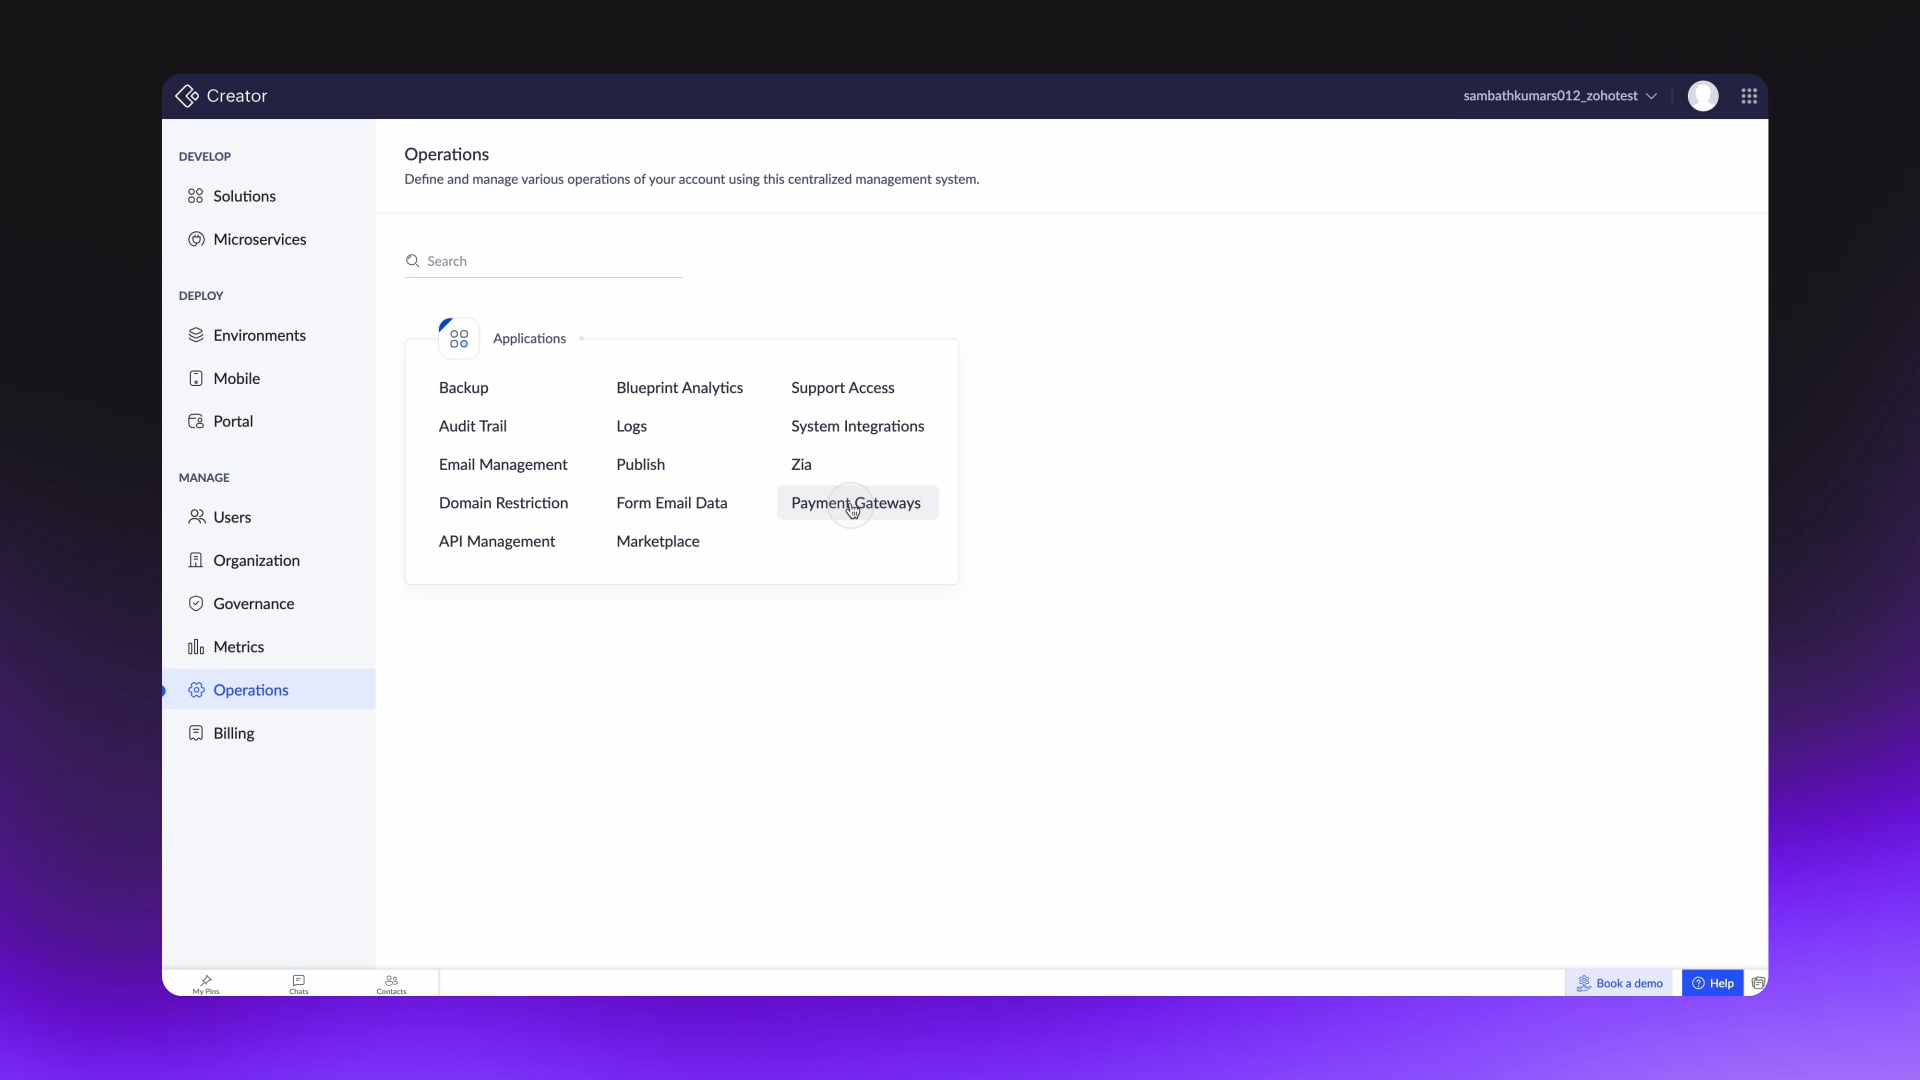 Creator
sambathkumars012_zohotest
DEVELOP
Solutions
Microservices
DEPLOY
Environments
Mobile
Portal
MANAGE
Users
Organization
Governance
Metrics
Operations
Billing
Operations
Define and manage various operations of your account using this centralized management system.
Search
Applications
Backup Blueprint Analytics Support Access
Audit Trail Logs System Integrations
Email Management Publish Zia
Domain Restriction Form Email Data Payment Gateways
API Management Marketplace
My Pins Chats Contacts
Book a demo Help